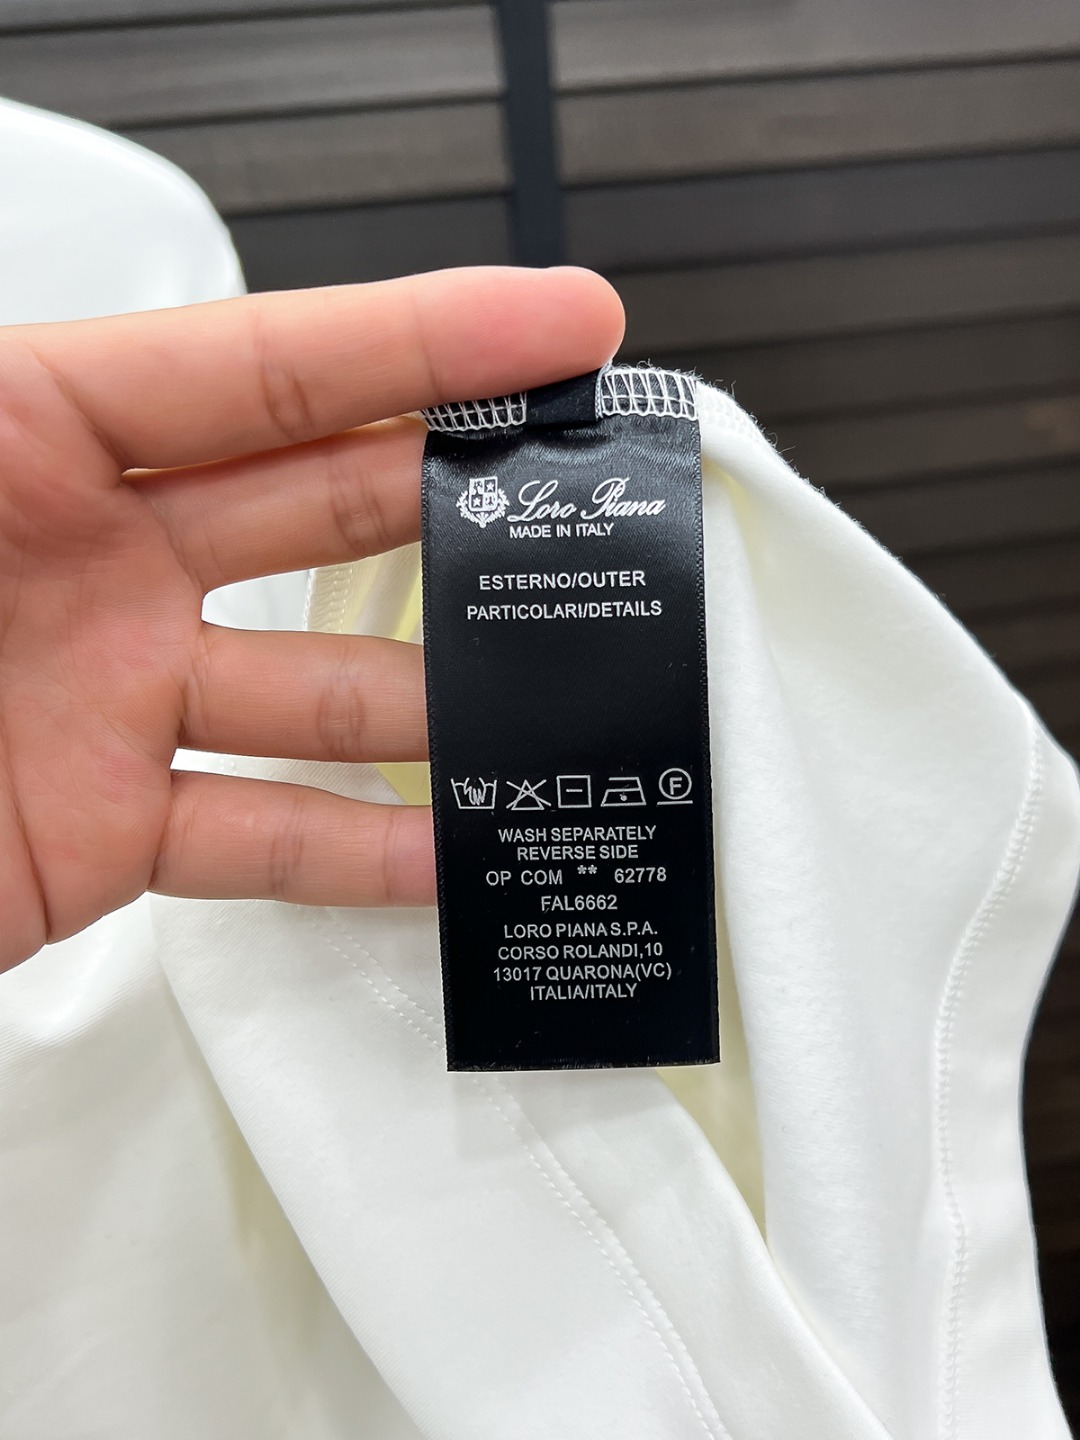 Loro Piana
MADE IN ITALY
ESTERNO/OUTER
PARTICOLARI/DETAILS
F
WASH SEPARATELY
REVERSE SIDE
OP COM ** 62778
FAL6662
LORO PIANA S.P.A.
CORSO ROLANDI,10
13017 QUARONA(VC)
ITALIA/ITALY